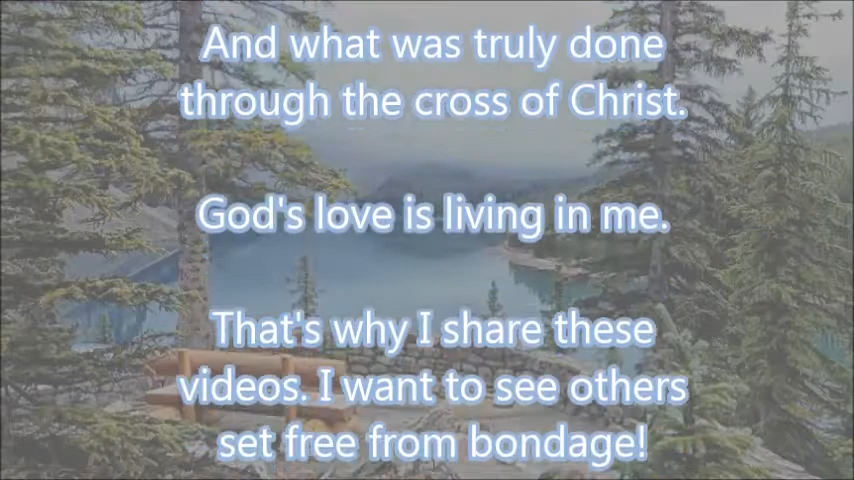 And what was truly done
through the cross of Christ.
God's love is living in me.
That's why I share these
videos. I want to see others
set free from bondage!